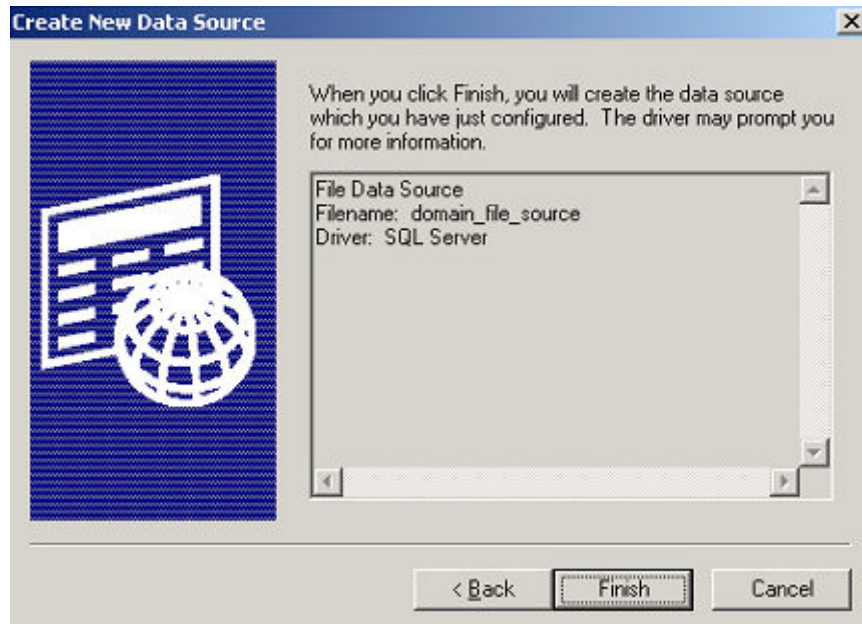 Create New Data Source
When you click Finish, you will create the data source
which you have just configured. The driver may prompt you
for more information.
File Data Source
Filename: domain_file_source
Driver: SQL Server
< Back
Finish
Cancel